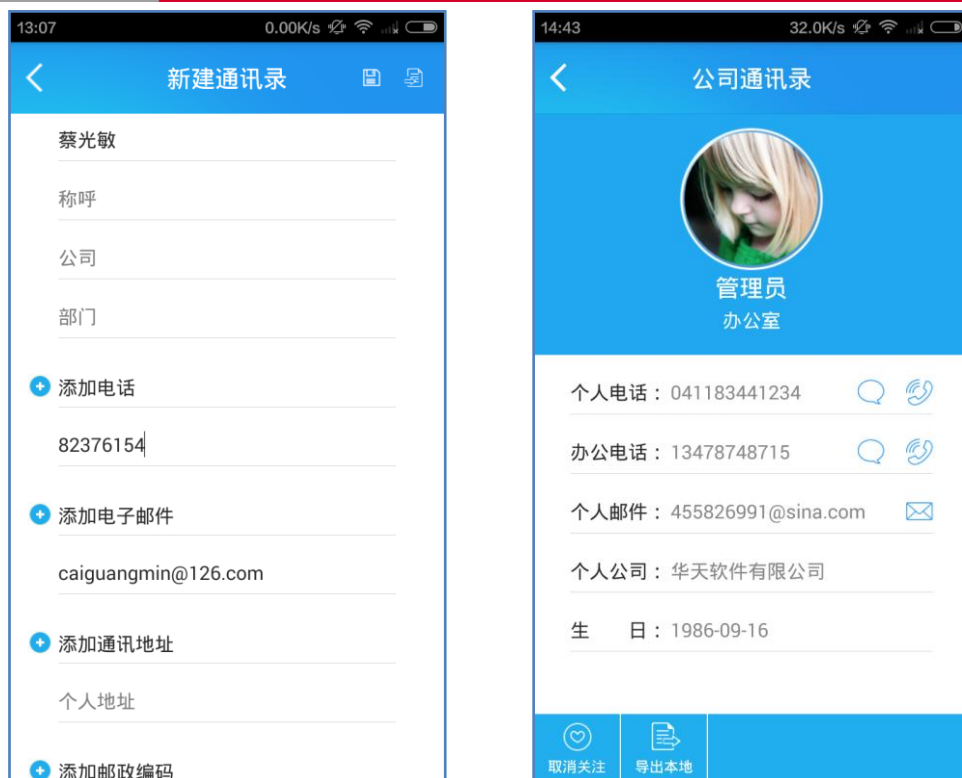 13:07
0.00K/s
新建通讯录
蔡光敏
称呼
公司
部门
添加电话
82376154
添加电子邮件
caiguangmin@126.com
添加通讯地址
个人地址
添加邮政编码
14:43
32.0K/s
公司通讯录
管理员
办公室
个人电话：041183441234
办公电话：13478748715
个人邮件：455826991@sina.com
个人公司：华天软件有限公司
生 日：1986-09-16
取消关注
导出本地